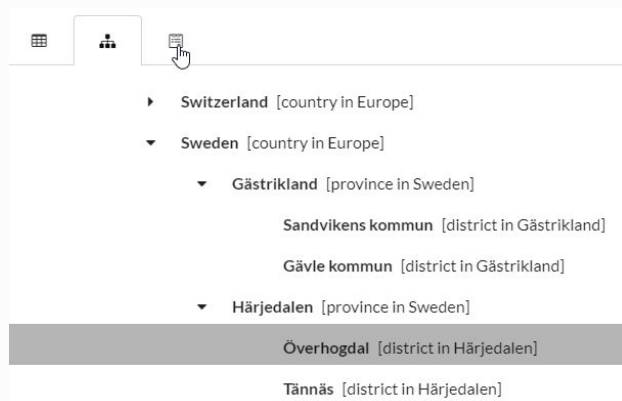 Switzerland [country in Europe]
Sweden [country in Europe]
Gästrikland [province in Sweden]
Sandvikens kommun [district in Gästrikland]
Gävle kommun [district in Gästrikland]
Härjedalen [province in Sweden]
Överhogdal [district in Härjedalen]
Tännäs [district in Härjedalen]